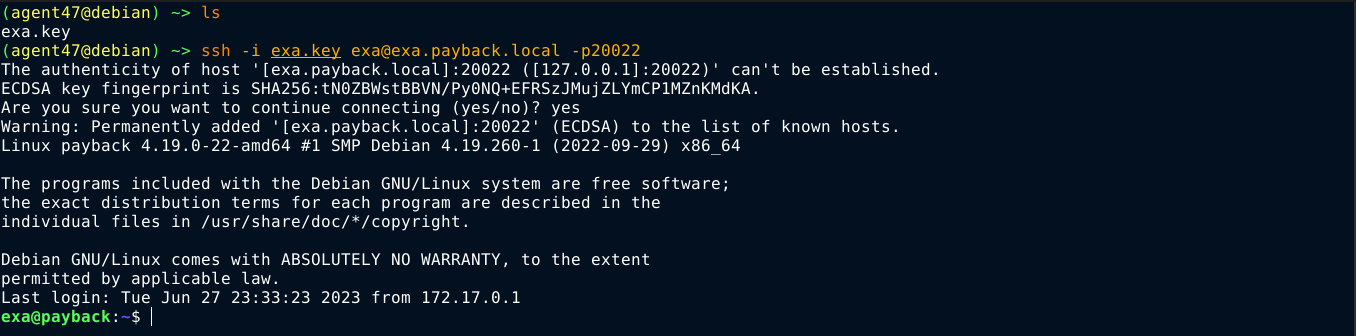 (agent47@debian) ~> ls
exa.key
(agent47@debian) ~> ssh -i exa.key exa@exa.payback.local -p20022
The authenticity of host '[exa.payback.local]:20022 ([127.0.0.1]:20022)' can't be established.
ECDSA key fingerprint is SHA256:tN0ZBWstBBVN/Py0NQ+EFRSzJMujZLYmCP1MZnKMdKA.
Are you sure you want to continue connecting (yes/no)? yes
Warning: Permanently added '[exa.payback.local]:20022' (ECDSA) to the list of known hosts.
Linux payback 4.19.0-22-amd64 #1 SMP Debian 4.19.260-1 (2022-09-29) x86_64

The programs included with the Debian GNU/Linux system are free software;
the exact distribution terms for each program are described in the
individual files in /usr/share/doc/*/copyright.

Debian GNU/Linux comes with ABSOLUTELY NO WARRANTY, to the extent
permitted by applicable law.
Last login: Tue Jun 27 23:33:23 2023 from 172.17.0.1
exa@payback:~$